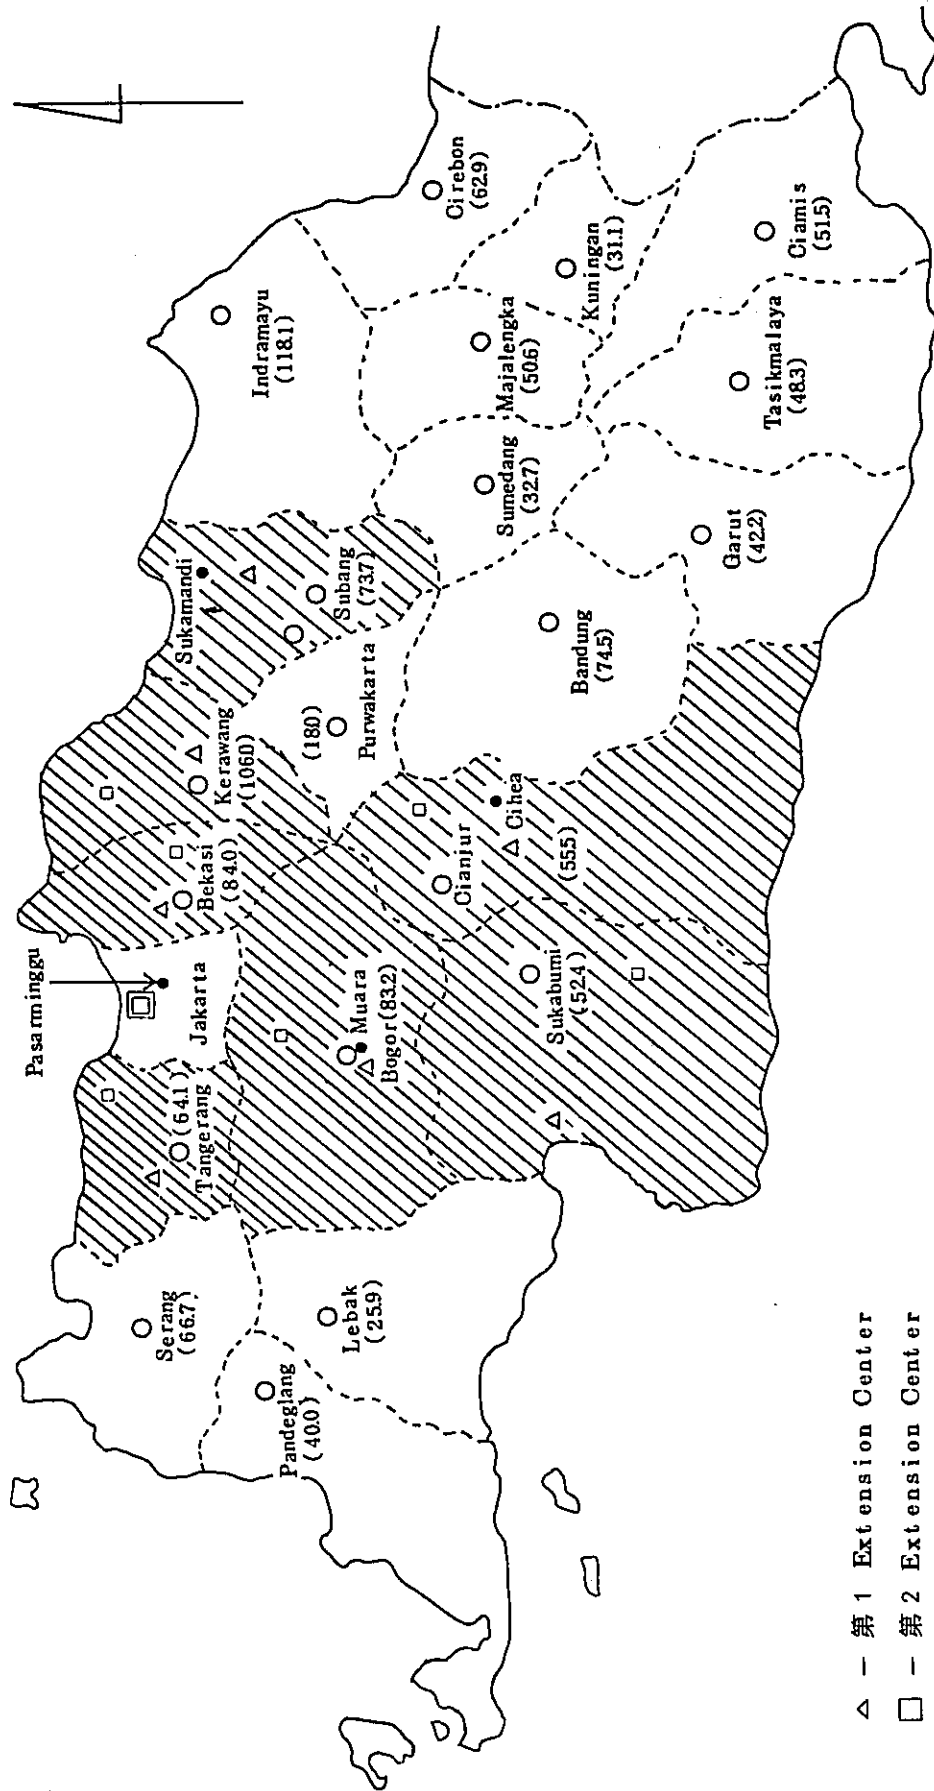 Pasarminggu
Jakarta
Serang
(66.7)
Pandeglang
(40.0)
Lebak
(25.9)
(64.1)
Tangerang
Muara
Bogor(83.2)
Bekasi
(84.0)
Kerawang
(106.0)
Sukamandi
Subang
(73.7)
(18.0)
Purwakarta
Cianjur
Cihea
(55.5)
Sukabumi
(52.4)
Bandung
(74.5)
Indramayu
(118.1)
Cirebon
(62.9)
Majalengka
(50.6)
Kuningan
(31.1)
Sumedang
(32.7)
Garut
(42.2)
Tasikmalaya
(48.3)
Ciamis
(51.5)
△ － 第1 Extension Center
□ － 第2 Extension Center